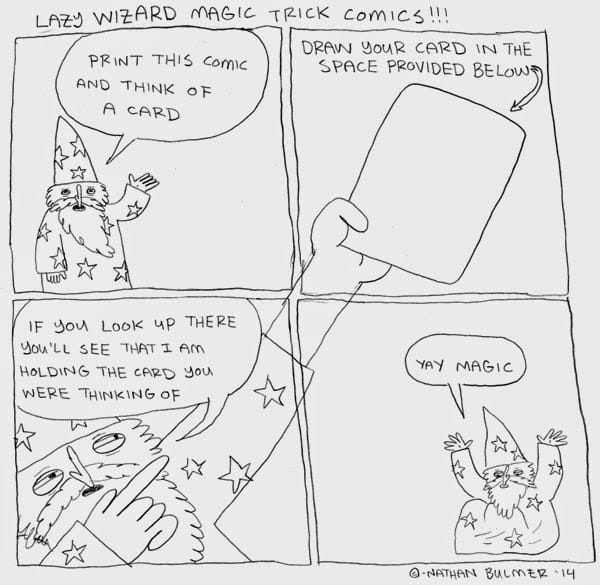 LAZY WIZARD MAGIC TRICK COMICS!!!
PRINT THIS COMIC
AND THINK OF
A CARD
DRAW YOUR CARD IN THE
SPACE PROVIDED BELOW
IF YOU LOOK UP THERE
YOU'LL SEE THAT I AM
HOLDING THE CARD YOU
WERE THINKING OF
YAY MAGIC
©-NATHAN BULMER '14